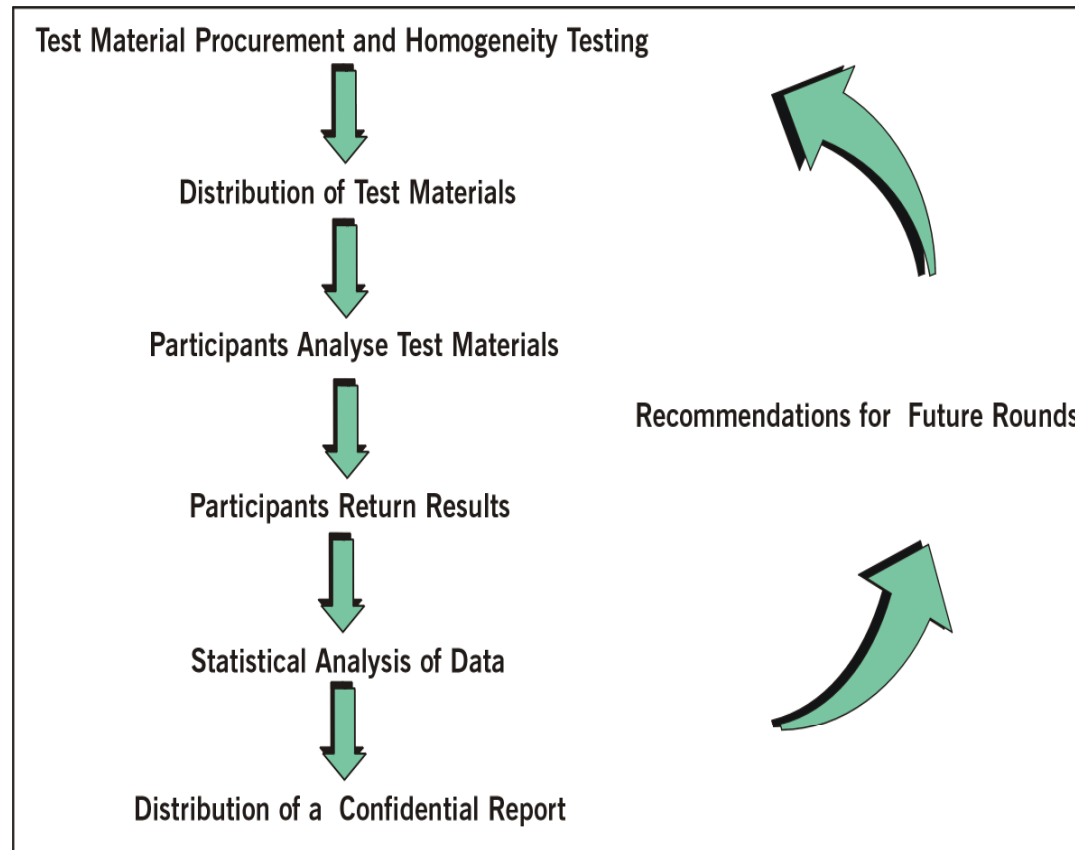 Test Material Procurement and Homogeneity Testing
Distribution of Test Materials
Participants Analyse Test Materials
Recommendations for Future Rounds
Participants Return Results
Statistical Analysis of Data
Distribution of a Confidential Report